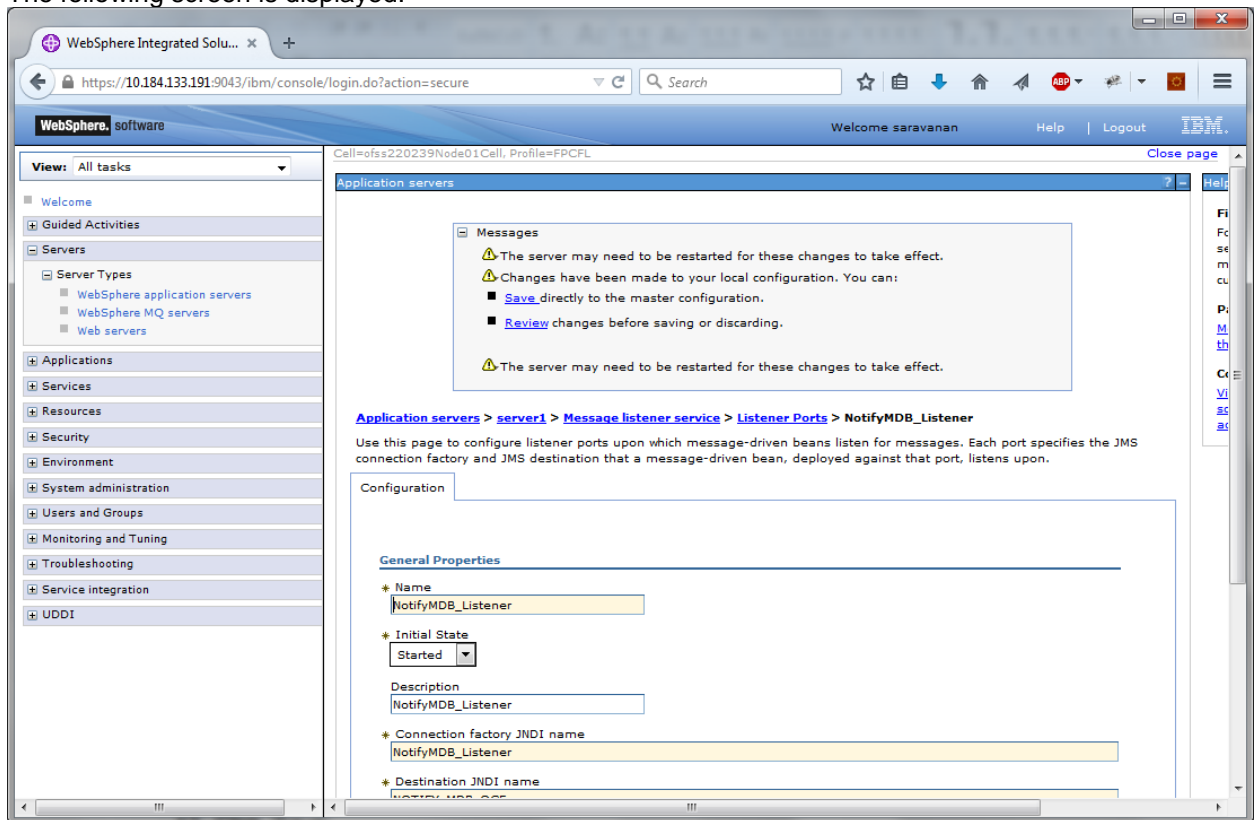 The following screen is displayed:
WebSphere Integrated Solu... × +
https://10.184.133.191:9043/ibm/console/login.do?action=secure
Search
ABP
WebSphere. software
Welcome saravanan
Help | Logout
IBM.
View: All tasks
Welcome
Guided Activities
Servers
Server Types
WebSphere application servers
WebSphere MQ servers
Web servers
Applications
Services
Resources
Security
Environment
System administration
Users and Groups
Monitoring and Tuning
Troubleshooting
Service integration
UDDI
Cell=ofss220239Node01Cell, Profile=FPCFL
Close page
Application servers
? -
Help
Messages
The server may need to be restarted for these changes to take effect.
Changes have been made to your local configuration. You can:
Save directly to the master configuration.
Review changes before saving or discarding.
The server may need to be restarted for these changes to take effect.
Application servers > server1 > Message listener service > Listener Ports > NotifyMDB_Listener
Use this page to configure listener ports upon which message-driven beans listen for messages. Each port specifies the JMS
connection factory and JMS destination that a message-driven bean, deployed against that port, listens upon.
Configuration
General Properties
* Name
NotifyMDB_Listener
* Initial State
Started
Description
NotifyMDB_Listener
* Connection factory JNDI name
NotifyMDB_Listener
* Destination JNDI name